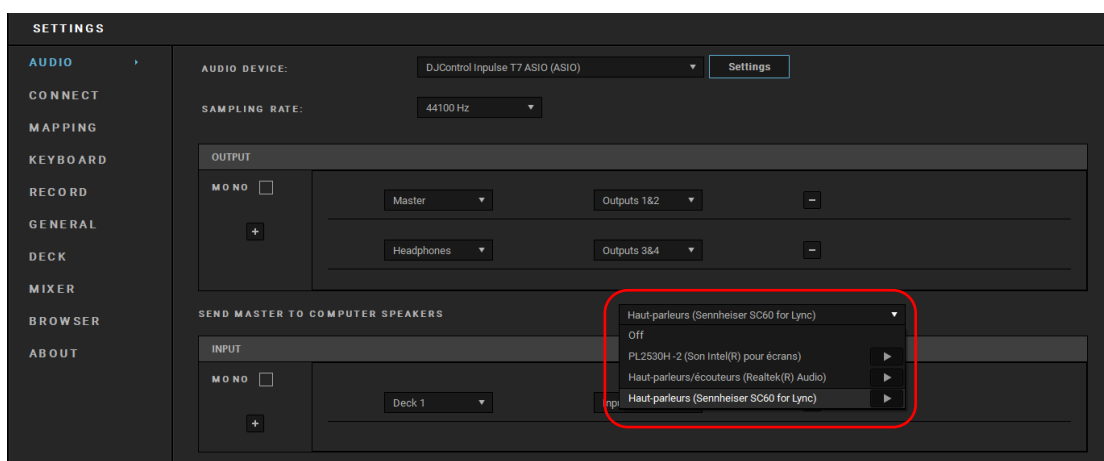 SETTINGS
AUDIO
CONNECT
MAPPING
KEYBOARD
RECORD
GENERAL
DECK
MIXER
BROWSER
ABOUT
AUDIO DEVICE: DJControl Inpulse T7 ASIO (ASIO) Settings
SAMPLING RATE: 44100 Hz
OUTPUT
MONO
Master Outputs 1&2
Headphones Outputs 3&4
SEND MASTER TO COMPUTER SPEAKERS Haut-parleurs (Sennheiser SC60 for Lync)
Off
PL2530H -2 (Son Intel(R) pour écrans)
Haut-parleurs/écouteurs (Realtek(R) Audio)
Haut-parleurs (Sennheiser SC60 for Lync)
INPUT
MONO
Deck 1